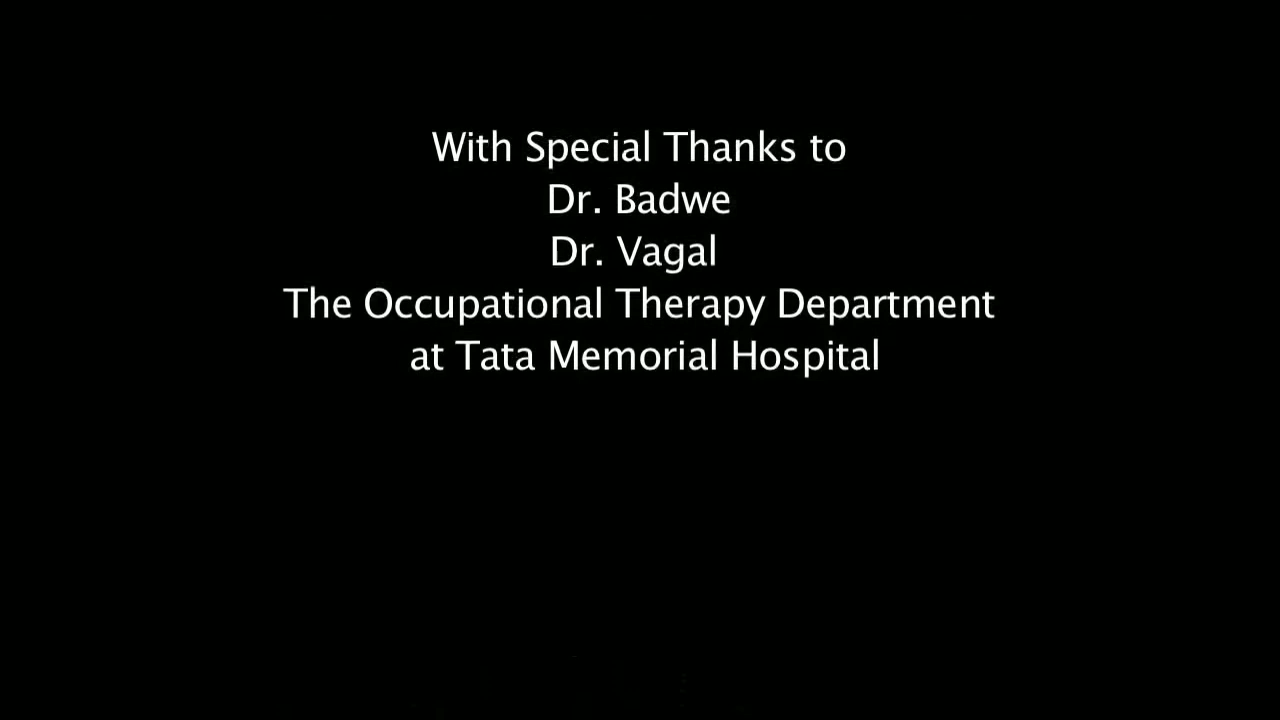 With Special Thanks to
Dr. Badwe
Dr. Vagal
The Occupational Therapy Department
at Tata Memorial Hospital